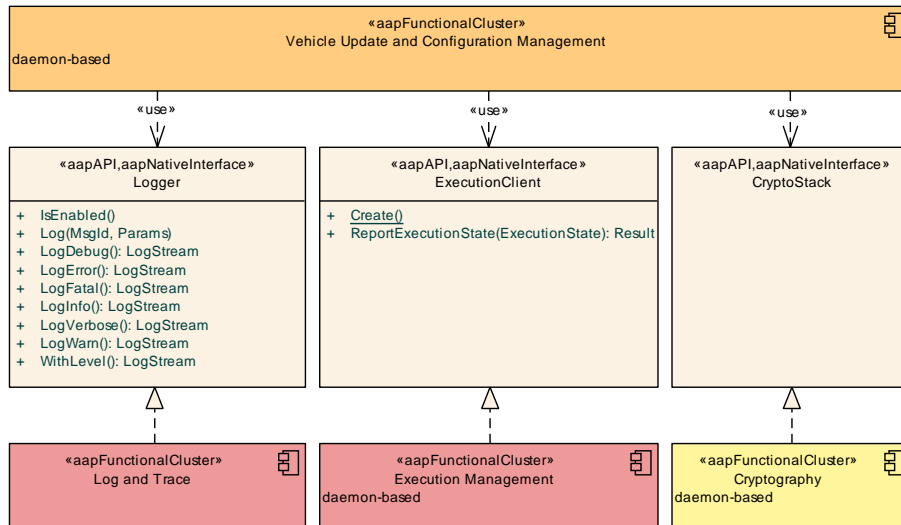 «aapFunctionalCluster»
Vehicle Update and Configuration Management
daemon-based
«use»
«use»
«use»
«aapAPI,aapNativeInterface»
Logger
+ IsEnabled()
+ Log(MsgId, Params)
+ LogDebug(): LogStream
+ LogError(): LogStream
+ LogFatal(): LogStream
+ LogInfo(): LogStream
+ LogVerbose(): LogStream
+ LogWarn(): LogStream
+ WithLevel(): LogStream
«aapAPI,aapNativeInterface»
ExecutionClient
+ Create()
+ ReportExecutionState(ExecutionState): Result
«aapAPI,aapNativeInterface»
CryptoStack
«aapFunctionalCluster»
Log and Trace
«aapFunctionalCluster»
Execution Management
daemon-based
«aapFunctionalCluster»
Cryptography
daemon-based